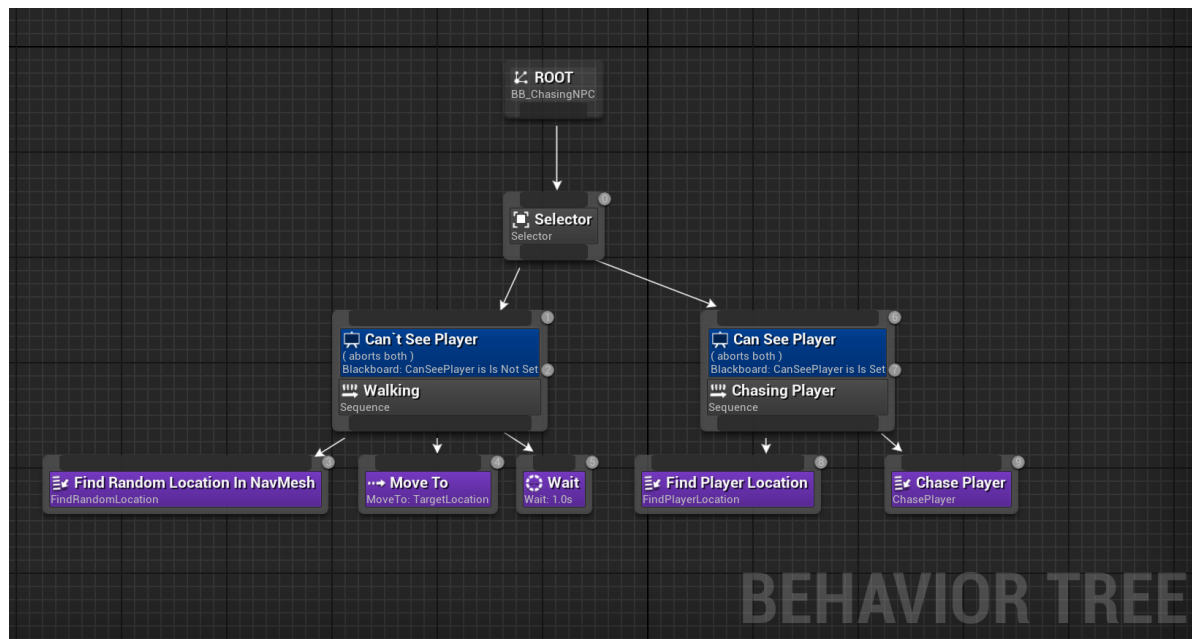 ROOT
BB_ChasingNPC
0
Selector
Selector
1
Can`t See Player
( aborts both )
Blackboard: CanSeePlayer is Is Not Set
2
Walking
Sequence
6
Can See Player
( aborts both )
Blackboard: CanSeePlayer is Is Set
7
Chasing Player
Sequence
3
Find Random Location In NavMesh
FindRandomLocation
4
Move To
MoveTo: TargetLocation
5
Wait
Wait: 1.0s
8
Find Player Location
FindPlayerLocation
9
Chase Player
ChasePlayer
BEHAVIOR TREE